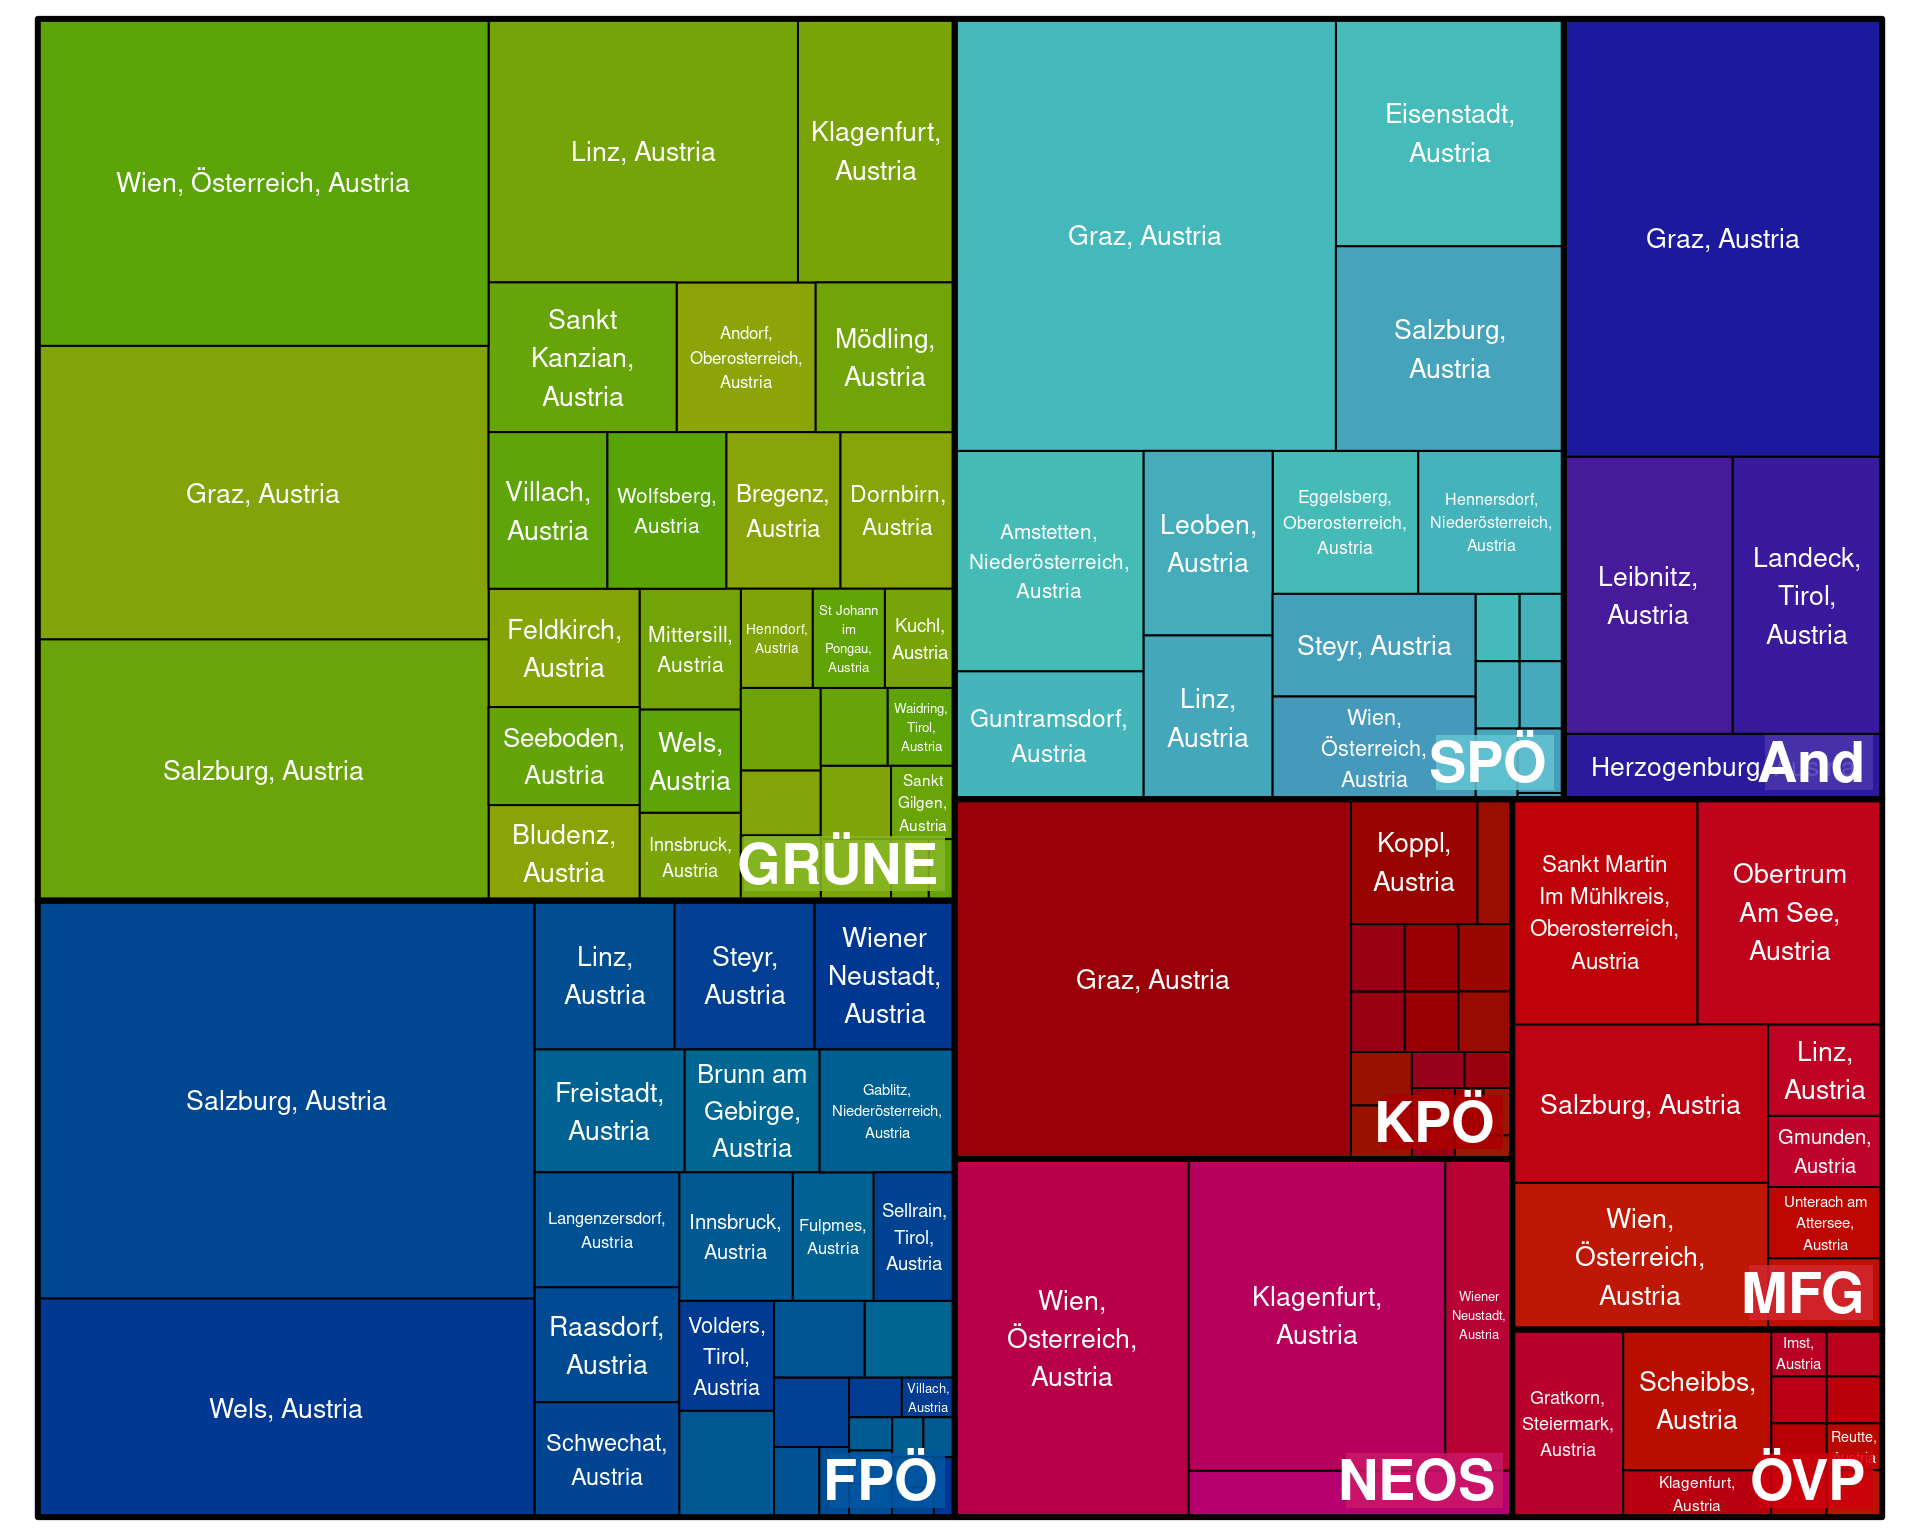 Wien, Österreich, Austria
Graz, Austria
Salzburg, Austria
Linz, Austria
Klagenfurt,
Austria
Sankt
Kanzian,
Austria
Andorf,
Oberosterreich,
Austria
Mödling,
Austria
Villach,
Austria
Wolfsberg,
Austria
Bregenz,
Austria
Dornbirn,
Austria
Feldkirch,
Austria
Mittersill,
Austria
Henndorf,
Austria
St Johann
im
Pongau,
Austria
Kuchl,
Austria
Seeboden,
Austria
Wels,
Austria
Waidring,
Tirol,
Austria
Sankt
Gilgen,
Austria
Bludenz,
Austria
Innsbruck,
Austria
GRÜNE
Graz, Austria
Eisenstadt,
Austria
Salzburg,
Austria
Amstetten,
Niederösterreich,
Austria
Leoben,
Austria
Eggelsberg,
Oberosterreich,
Austria
Hennersdorf,
Niederösterreich,
Austria
Guntramsdorf,
Austria
Linz,
Austria
Steyr, Austria
Wien,
Österreich,
Austria
SPÖ
Graz, Austria
Leibnitz,
Austria
Landeck,
Tirol,
Austria
Herzogenburg
And
Salzburg, Austria
Wels, Austria
Linz,
Austria
Steyr,
Austria
Wiener
Neustadt,
Austria
Freistadt,
Austria
Brunn am
Gebirge,
Austria
Gablitz,
Niederösterreich,
Austria
Langenzersdorf,
Austria
Innsbruck,
Austria
Fulpmes,
Austria
Sellrain,
Tirol,
Austria
Raasdorf,
Austria
Volders,
Tirol,
Austria
Villach,
Austria
Schwechat,
Austria
FPÖ
Graz, Austria
Koppl,
Austria
KPÖ
Wien,
Österreich,
Austria
Klagenfurt,
Austria
Wiener
Neustadt,
Austria
NEOS
Sankt Martin
Im Mühlkreis,
Oberosterreich,
Austria
Obertrum
Am See,
Austria
Salzburg, Austria
Linz,
Austria
Gmunden,
Austria
Unterach am
Attersee,
Austria
Wien,
Österreich,
Austria
MFG
Gratkorn,
Steiermark,
Austria
Scheibbs,
Austria
Imst,
Austria
Reutte,
Klagenfurt,
Austria
ÖVP